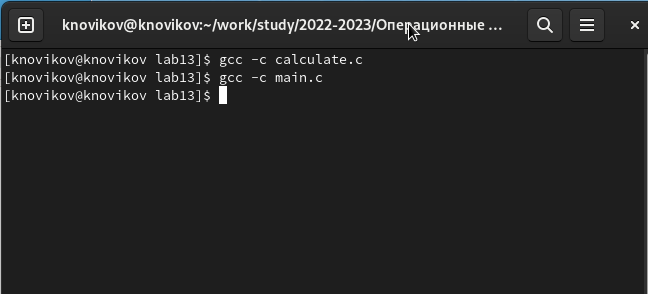 knovikov@knovikov:~/work/study/2022-2023/Операционные ...
[knovikov@knovikov lab13]$ gcc -c calculate.c
[knovikov@knovikov lab13]$ gcc -c main.c
[knovikov@knovikov lab13]$